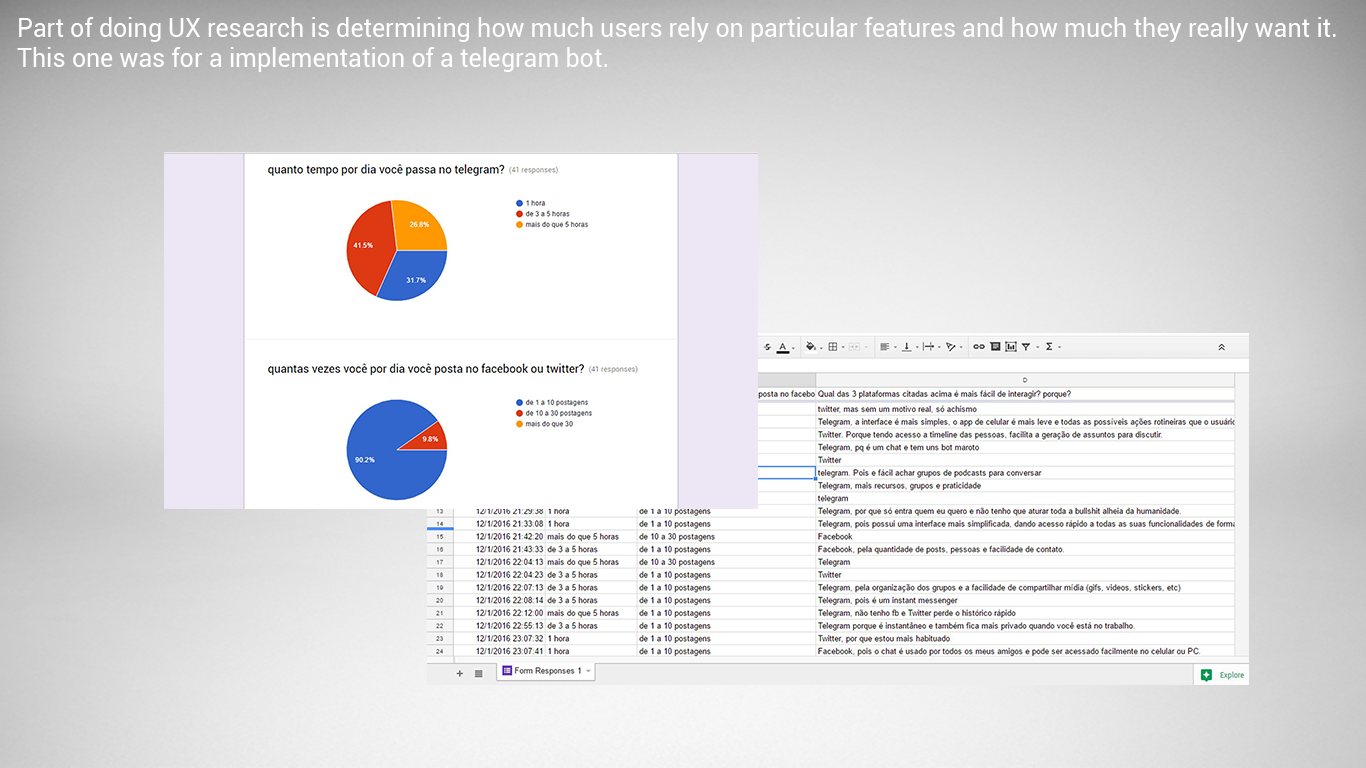 Part of doing UX research is determining how much users rely on particular features and how much they really want it.
This one was for a implementation of a telegram bot.
quanto tempo por dia você passa no telegram? (41 responses)
1 hora
de 3 a 5 horas
mais do que 5 horas
26.8%
41.5%
31.7%
quantas vezes você por dia você posta no facebook ou twitter? (41 responses)
de 1 a 10 postagens
de 10 a 30 postagens
mais do que 30
9.8%
90.2%
D
posta no facebo Qual das 3 plataformas citadas acima é mais fácil de interagir? porque?
twitter, mas sem um motivo real, só achismo
Telegram, a interface é mais simples, o app de celular é mais leve e todas as possíveis ações rotineiras que o usuário
Twitter. Porque tendo acesso a timeline das pessoas, facilita a geração de assuntos para discutir.
Telegram, pq é um chat e tem uns bot maroto
Twitter
telegram. Pois e fácil achar grupos de podcasts para conversar
Telegram, mais recursos, grupos e praticidade
telegram
13 12/1/2016 21:29:38 1 hora de 1 a 10 postagens Telegram, por que só entra quem eu quero e não tenho que aturar toda a bullshit alheia da humanidade.
14 12/1/2016 21:33:08 1 hora de 1 a 10 postagens Telegram, pois possui uma interface mais simplificada, dando acesso rápido a todas as suas funcionalidades de forma
15 12/1/2016 21:42:20 mais do que 5 horas de 10 a 30 postagens Facebook
16 12/1/2016 21:43:33 de 3 a 5 horas de 1 a 10 postagens Facebook, pela quantidade de posts, pessoas e facilidade de contato.
17 12/1/2016 22:04:13 mais do que 5 horas de 10 a 30 postagens Telegram
18 12/1/2016 22:04:23 de 3 a 5 horas de 1 a 10 postagens Twitter
19 12/1/2016 22:07:13 de 3 a 5 horas de 1 a 10 postagens Telegram, pela organização dos grupos e a facilidade de compartilhar mídia (gifs, videos, stickers, etc)
20 12/1/2016 22:08:14 de 3 a 5 horas de 1 a 10 postagens Telegram, pois é um instant messenger
21 12/1/2016 22:12:00 mais do que 5 horas de 1 a 10 postagens Telegram, não tenho fb e Twitter perde o histórico rápido
22 12/1/2016 22:55:13 de 3 a 5 horas de 1 a 10 postagens Telegram porque é instantâneo e também fica mais privado quando você está no trabalho.
23 12/1/2016 23:07:32 1 hora de 1 a 10 postagens Twitter, por que estou mais habituado
24 12/1/2016 23:07:41 1 hora de 1 a 10 postagens Facebook, pois o chat é usado por todos os meus amigos e pode ser acessado facilmente no celular ou PC.
Form Responses 1
Explore